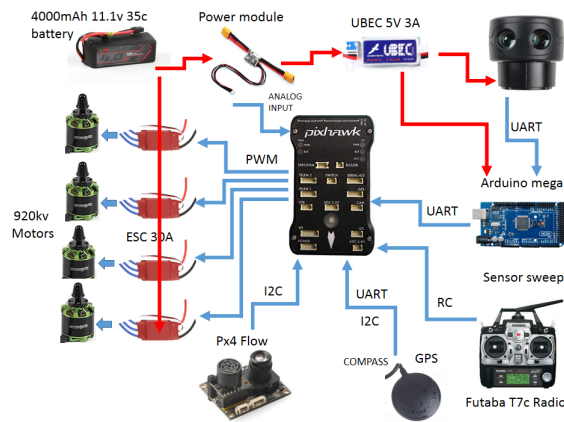 4000mAh 11.1v 35c
battery
Power module
UBEC 5V 3A
UBEC
ANALOG
INPUT
pixhawk
UART
PWM
Arduino mega
920kv
Motors
ESC 30A
UART
Sensor sweep
I2C
UART
I2C
RC
Px4 Flow
COMPASS
GPS
Futaba T7c Radio